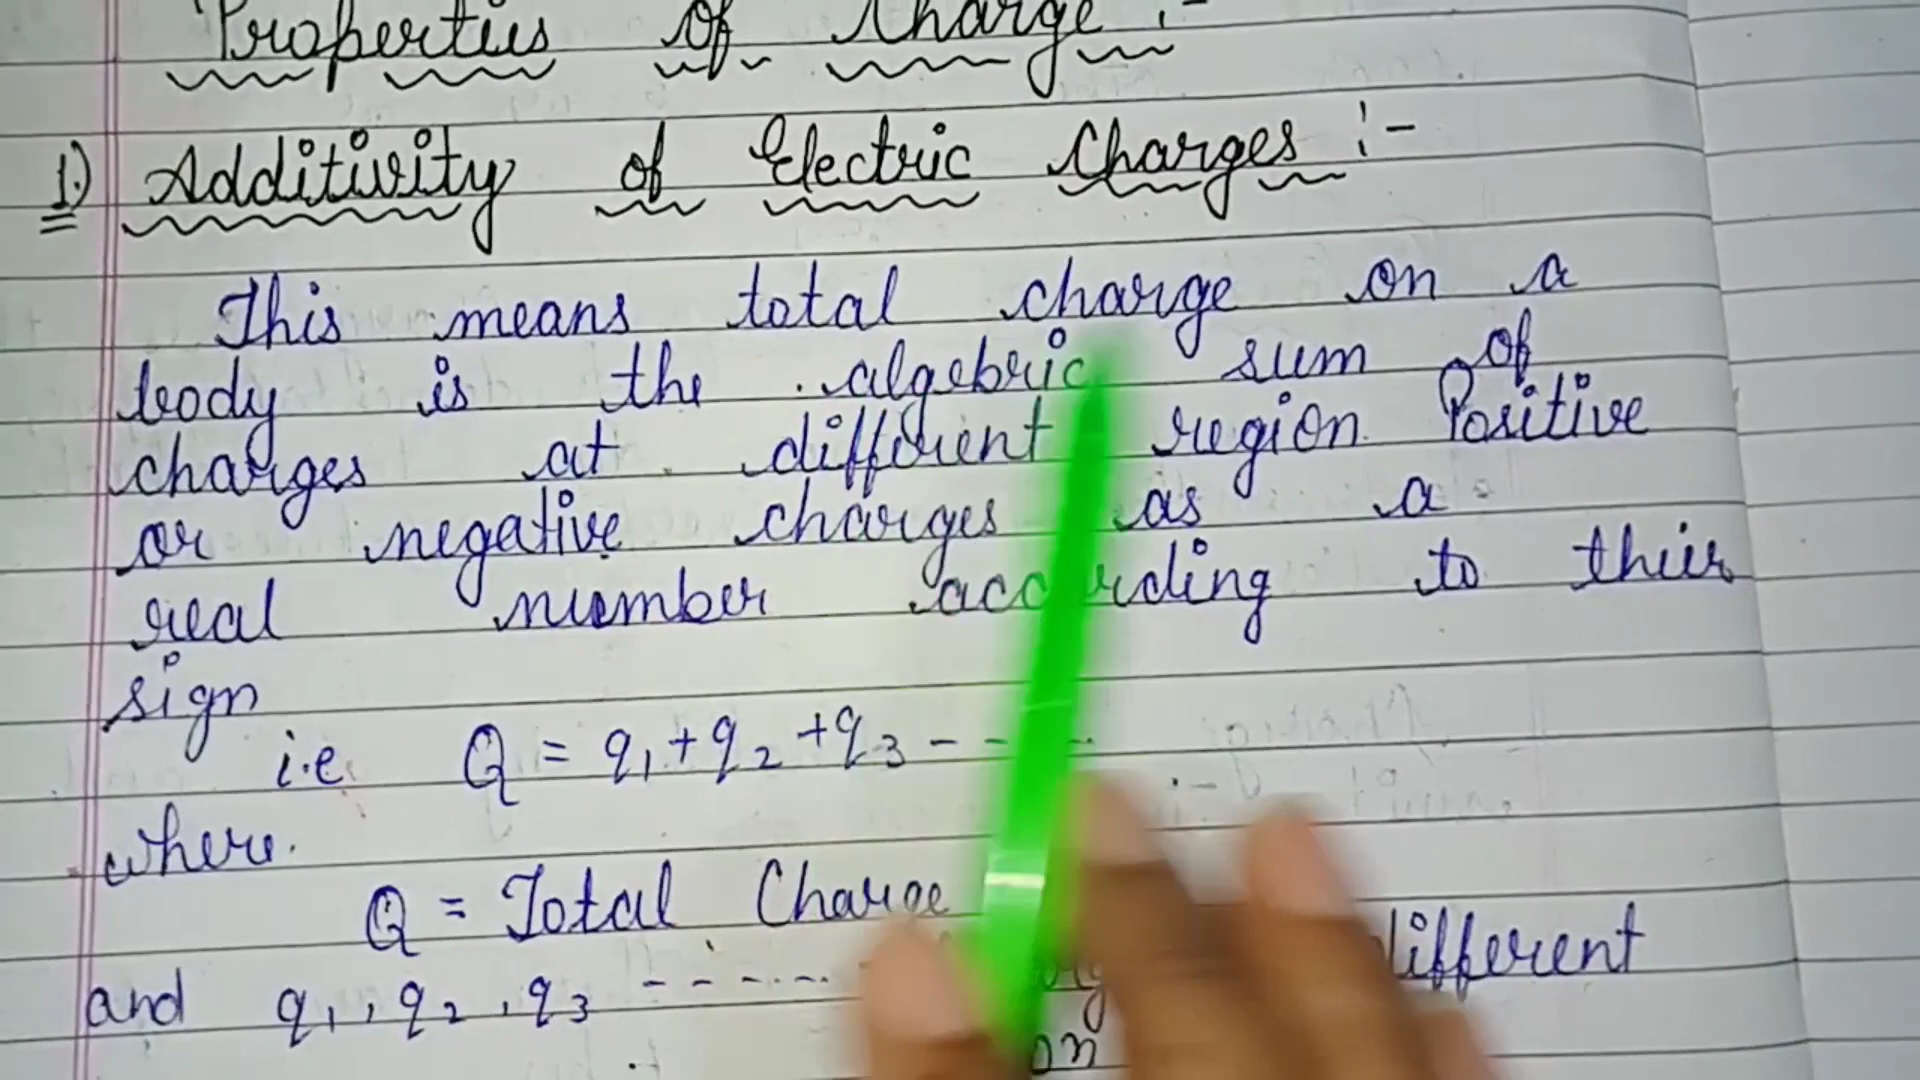 Properties of Charge :-
1.) Additivity of Electric Charges :-
This means total charge on a
body is the algebric sum of
charges at different region Positive
or negative charges as a
real number according to their
sign
i.e. Q = q₁ + q₂ + q₃ - - - - -
where.
Q = Total Charge
and q₁, q₂, q₃ - - - - - - different